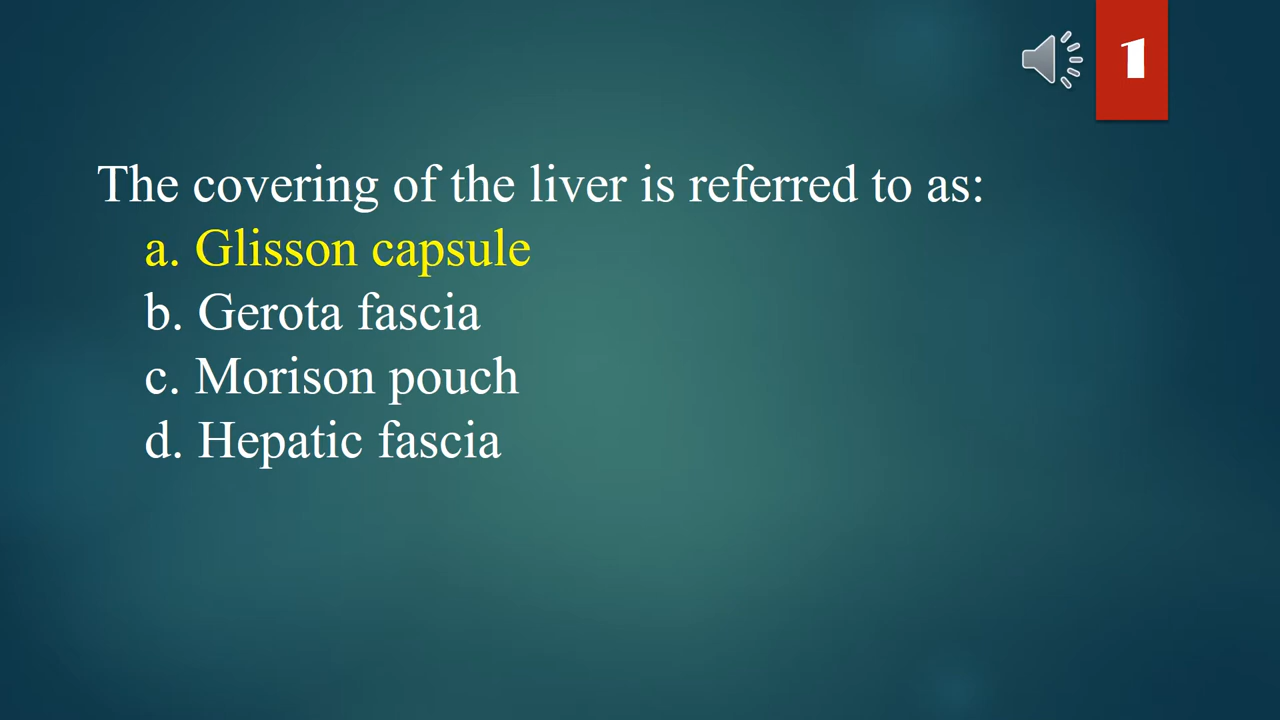 1
The covering of the liver is referred to as:
a. Glisson capsule
b. Gerota fascia
c. Morison pouch
d. Hepatic fascia